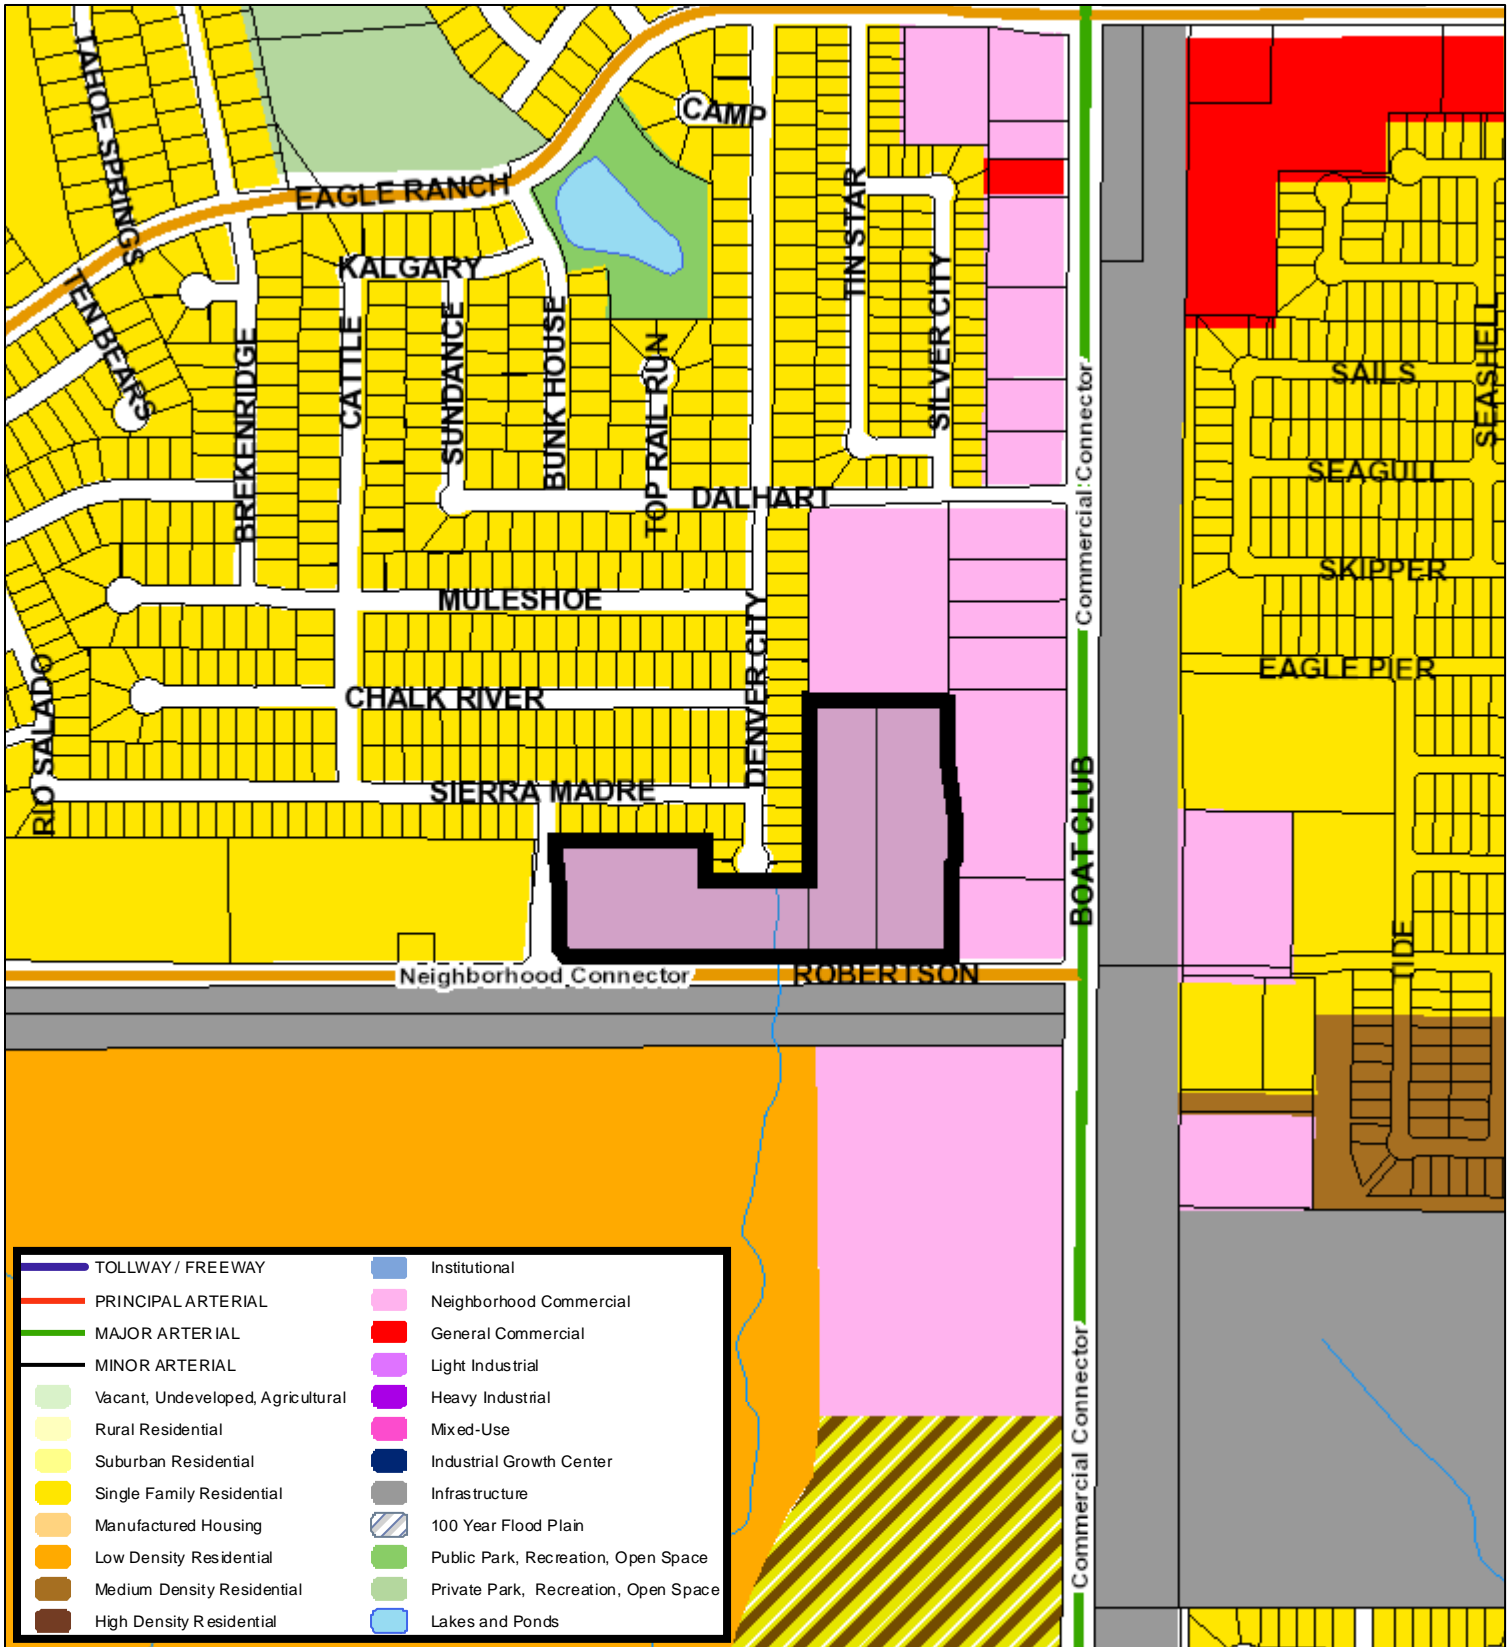 TAHOE SPRINGS
CAMP
EAGLE RANCH
TIN STAR
KALGARY
SILVER CITY
TEN BEARS
BREKENRIDGE
CATTLE
SUNDANCE
BUNK HOUSE
TOP RAIL RUN
SEASHELL
SAILS
SEAGULL
Commercial Connector
DALHART
SKIPPER
MULESHOE
DENVER CITY
RIO SALADO
EAGLE PIER
CHALK RIVER
SIERRA MADRE
BOAT CLUB
TIDE
Neighborhood Connector
ROBERTSON
Commercial Connector
TOLLWAY / FREEWAY
PRINCIPAL ARTERIAL
MAJOR ARTERIAL
MINOR ARTERIAL
Vacant, Undeveloped, Agricultural
Rural Residential
Suburban Residential
Single Family Residential
Manufactured Housing
Low Density Residential
Medium Density Residential
High Density Residential
Institutional
Neighborhood Commercial
General Commercial
Light Industrial
Heavy Industrial
Mixed-Use
Industrial Growth Center
Infrastructure
100 Year Flood Plain
Public Park, Recreation, Open Space
Private Park, Recreation, Open Space
Lakes and Ponds